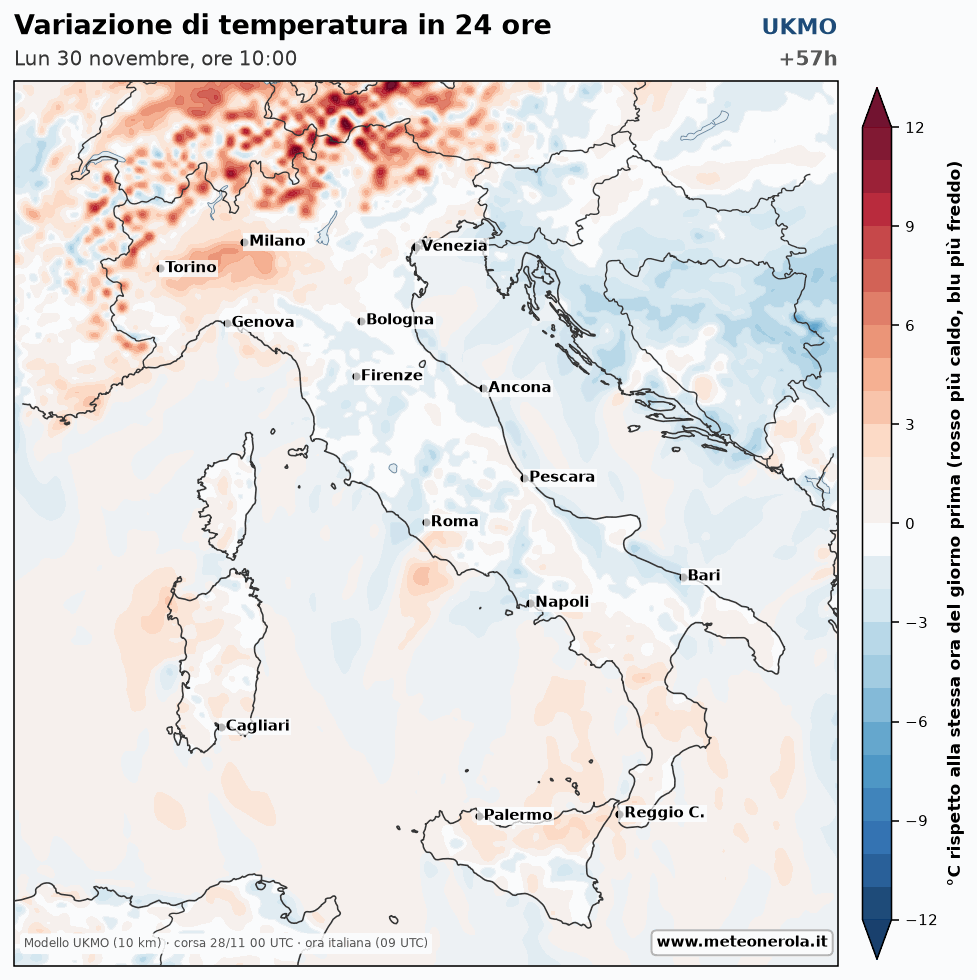 Variazione di temperatura in 24 ore
UKMO
Lun 30 novembre, ore 10:00
+57h
Milano
Venezia
Torino
Genova
Bologna
Firenze
Ancona
Pescara
Roma
Bari
Napoli
Cagliari
Palermo
Reggio C.
12
9
6
3
0
−3
−6
−9
−12
°C rispetto alla stessa ora del giorno prima (rosso più caldo, blu più freddo)
Modello UKMO (10 km) · corsa 28/11 00 UTC · ora italiana (09 UTC)
www.meteonerola.it